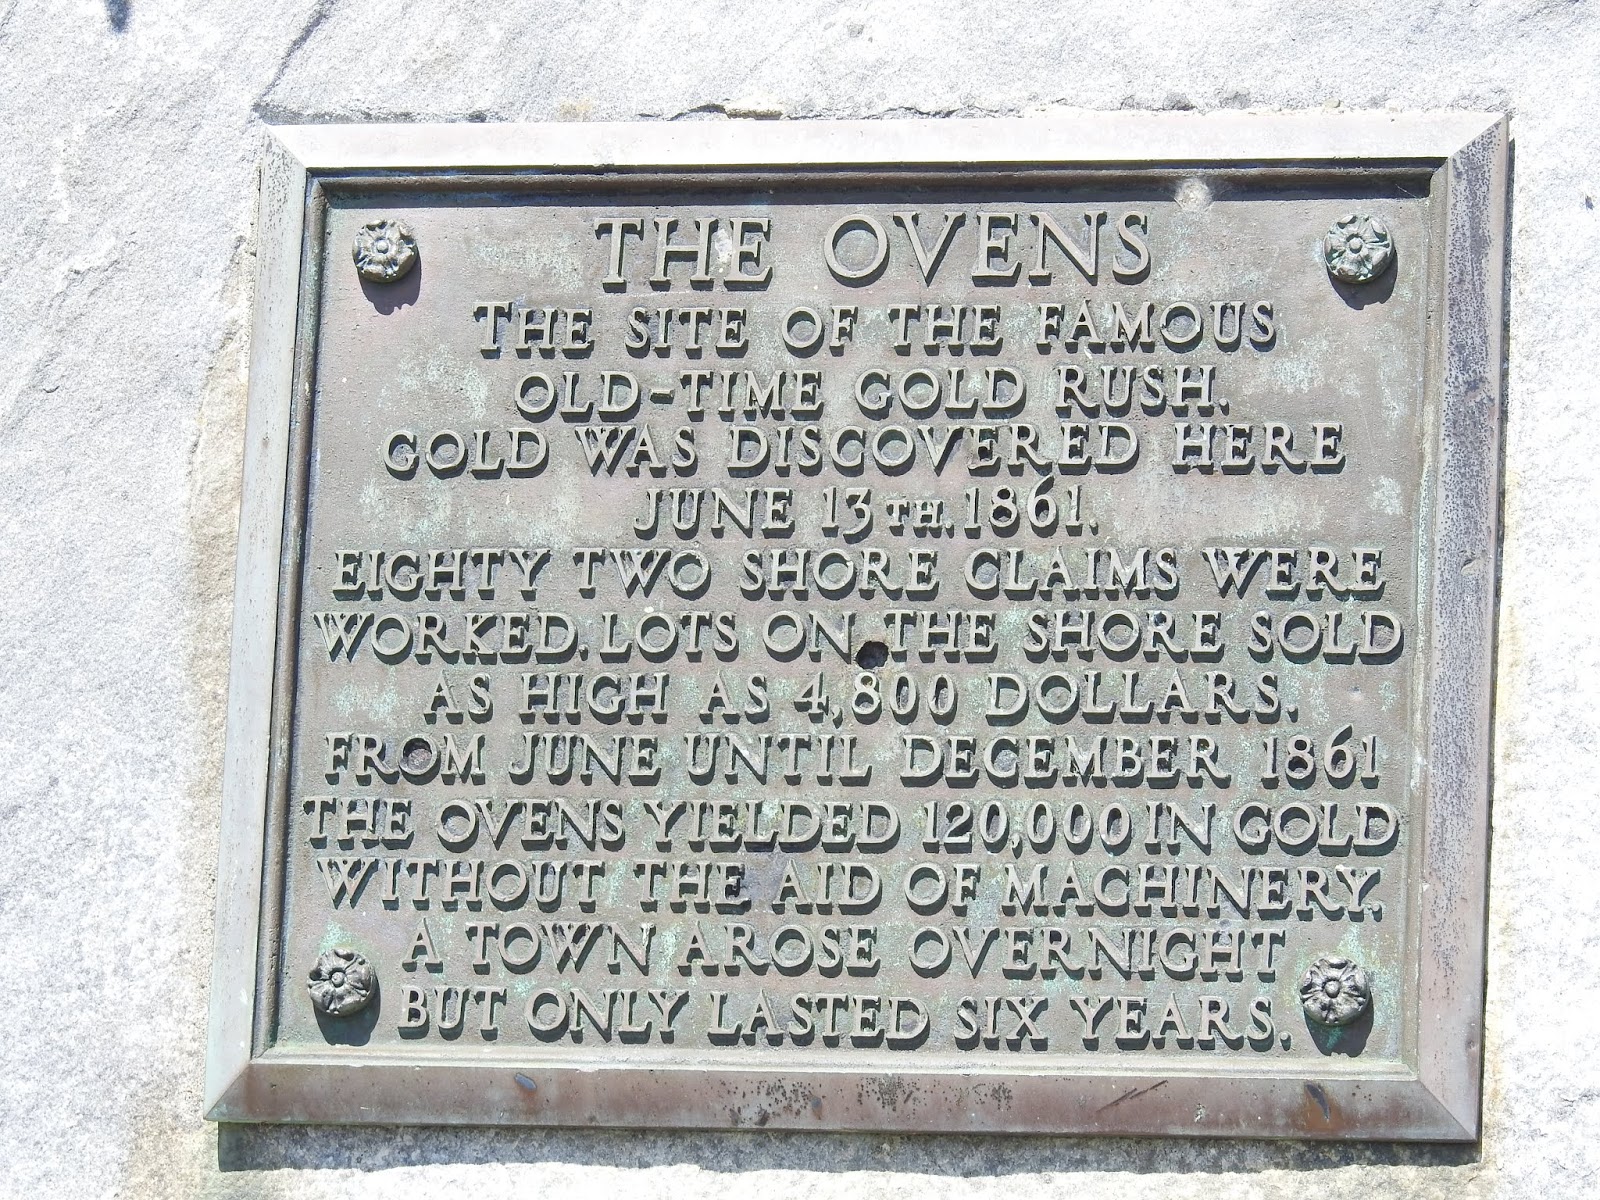 THE OVENS
THE SITE OF THE FAMOUS
OLD-TIME GOLD RUSH.
GOLD WAS DISCOVERED HERE
JUNE 13TH. 1861.
EIGHTY TWO SHORE CLAIMS WERE
WORKED. LOTS ON THE SHORE SOLD
AS HIGH AS 4,800 DOLLARS.
FROM JUNE UNTIL DECEMBER 1861
THE OVENS YIELDED 120,000 IN GOLD
WITHOUT THE AID OF MACHINERY.
A TOWN AROSE OVERNIGHT
BUT ONLY LASTED SIX YEARS.